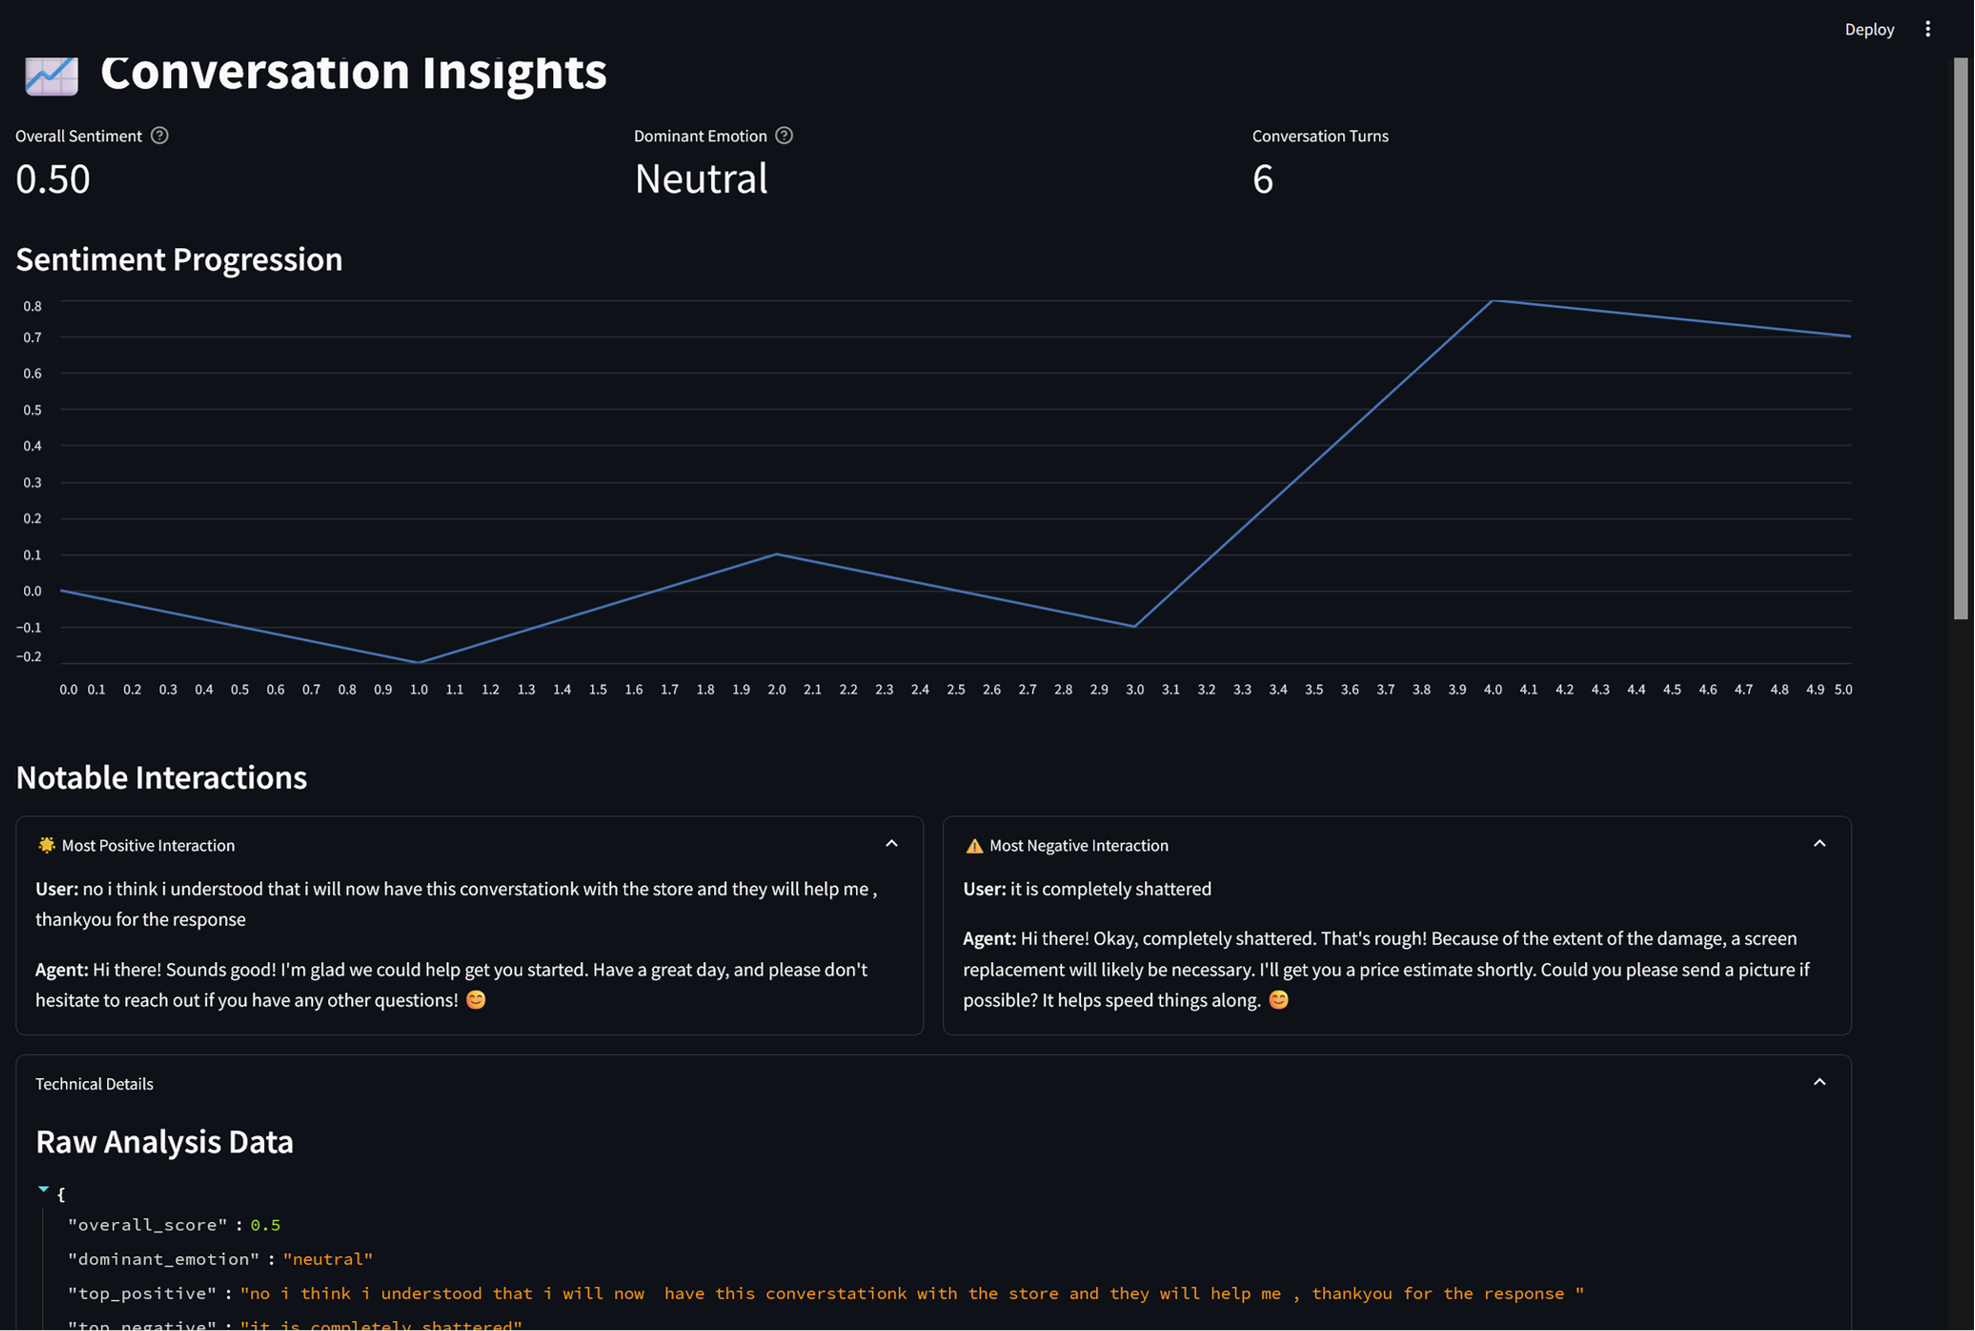 Deploy
Conversation Insights
Overall Sentiment
Dominant Emotion
Conversation Turns
0.50
Neutral
6
Sentiment Progression
0.8
0.7
0.6
0.5
0.4
0.3
0.2
0.1
0.0
−0.1
−0.2
0.0 0.1 0.2 0.3 0.4 0.5 0.6 0.7 0.8 0.9 1.0 1.1 1.2 1.3 1.4 1.5 1.6 1.7 1.8 1.9 2.0 2.1 2.2 2.3 2.4 2.5 2.6 2.7 2.8 2.9 3.0 3.1 3.2 3.3 3.4 3.5 3.6 3.7 3.8 3.9 4.0 4.1 4.2 4.3 4.4 4.5 4.6 4.7 4.8 4.9 5.0
Notable Interactions
Most Positive Interaction
User: no i think i understood that i will now have this converstationk with the store and they will help me ,
thankyou for the response
Agent: Hi there! Sounds good! I'm glad we could help get you started. Have a great day, and please don't
hesitate to reach out if you have any other questions! 😊
Most Negative Interaction
User: it is completely shattered
Agent: Hi there! Okay, completely shattered. That's rough! Because of the extent of the damage, a screen
replacement will likely be necessary. I'll get you a price estimate shortly. Could you please send a picture if
possible? It helps speed things along. 😊
Technical Details
Raw Analysis Data
{
"overall_score" : 0.5
"dominant_emotion" : "neutral"
"top_positive" : "no i think i understood that i will now  have this converstationk with the store and they will help me , thankyou for the response "
"top_negative" : "it is completely shattered"